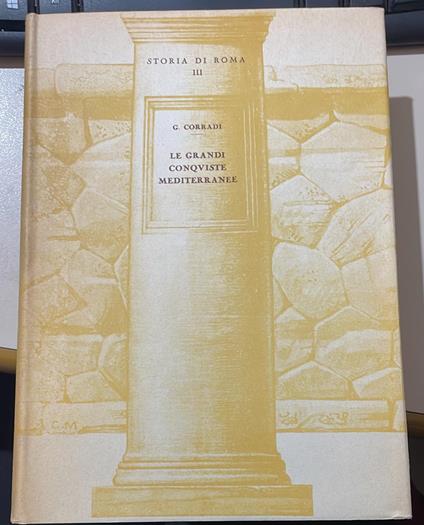 STORIA DI ROMA
III
G. CORRADI
LE GRANDI
CONQVISTE
MEDITERRANEE
C M